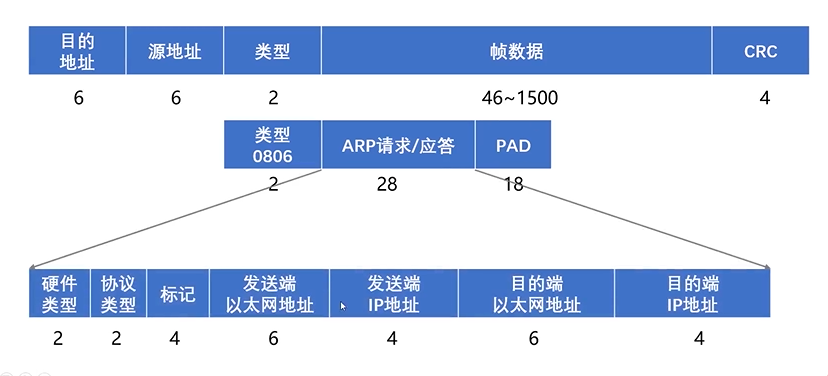 目的
地址
源地址
类型
帧数据
CRC
6
6
2
46~1500
4
类型
0806
ARP请求/应答
PAD
2
28
18
硬件
类型
协议
类型
标记
发送端
以太网地址
发送端
IP地址
目的端
以太网地址
目的端
IP地址
2
2
4
6
4
6
4